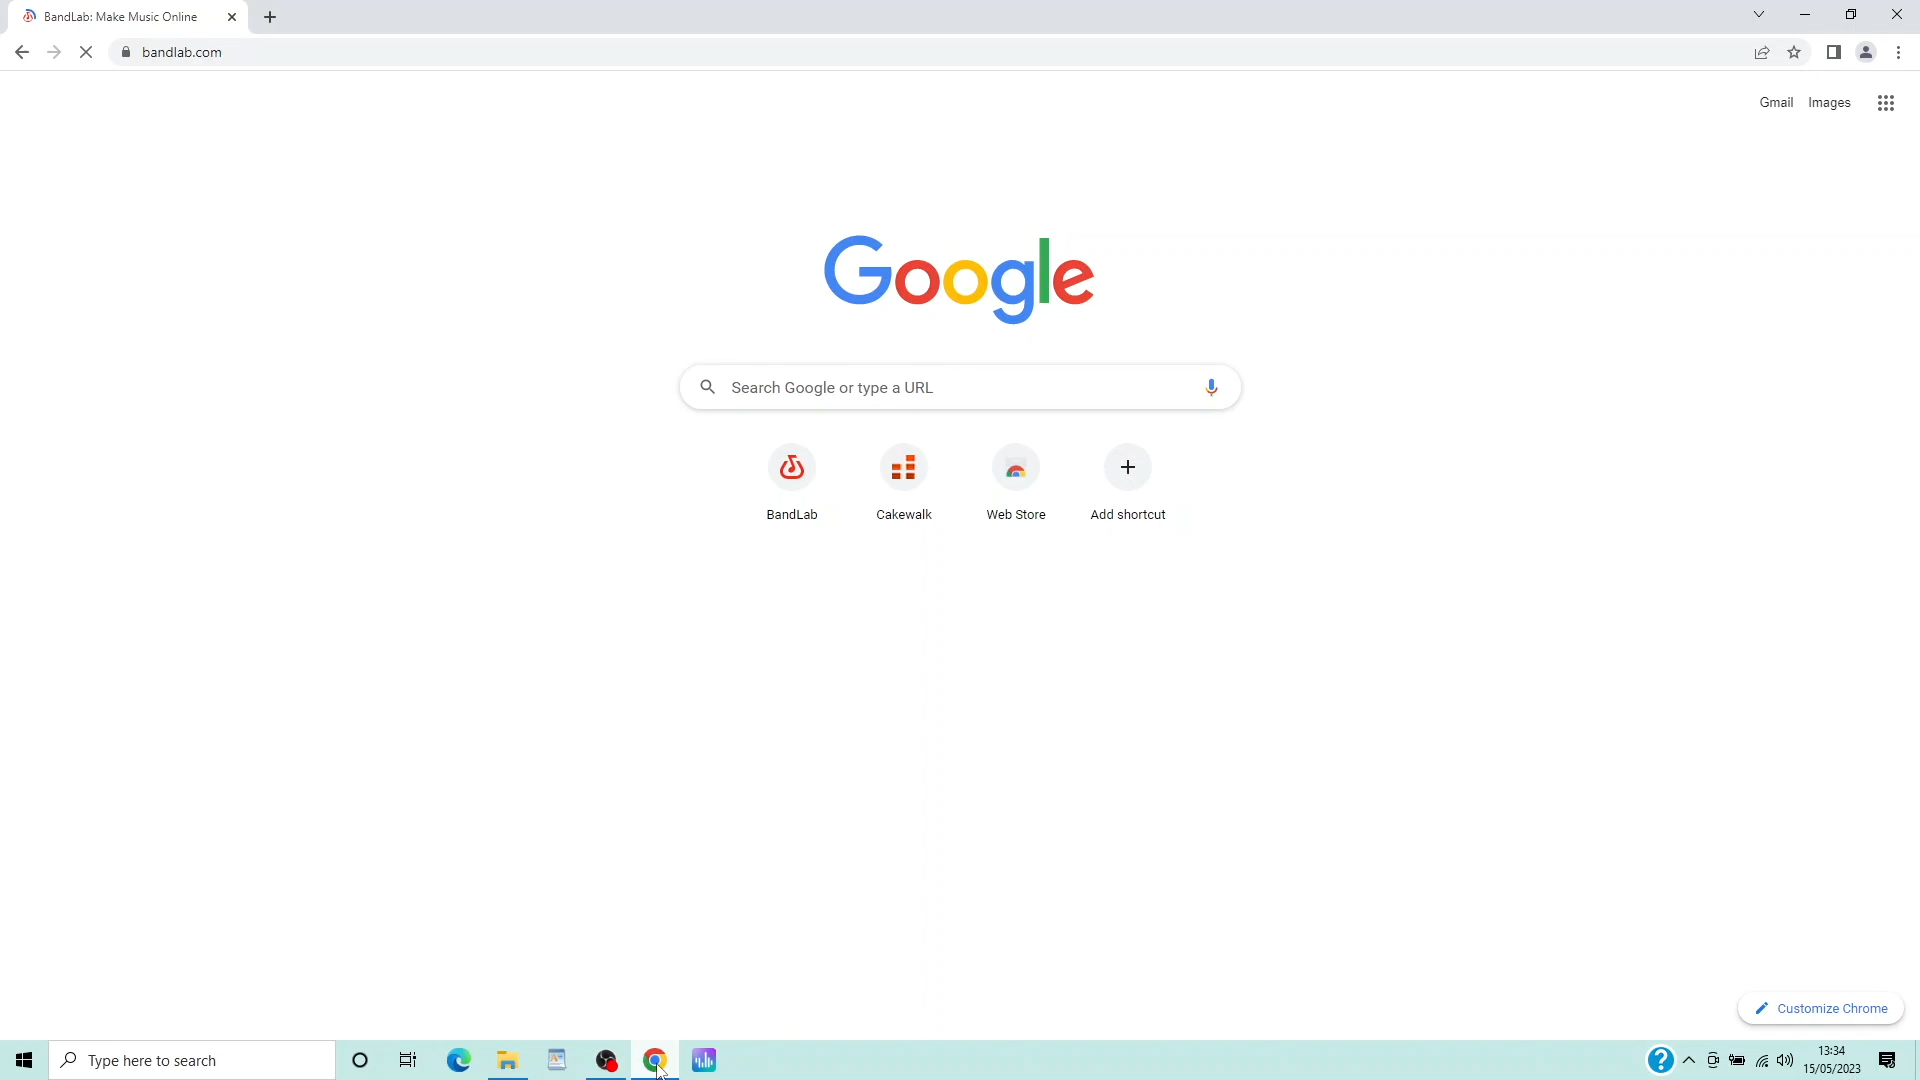 BandLab: Make Music Online
bandlab.com
Gmail Images
Google
Search Google or type a URL
BandLab Cakewalk Web Store Add shortcut
Customize Chrome
Type here to search
13:34
15/05/2023